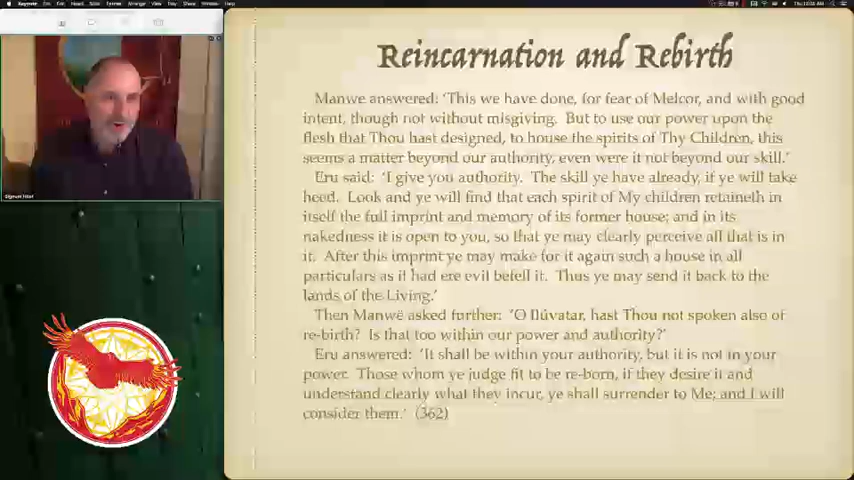 Reincarnation and Rebirth
Manwe answered: 'This we have done, for fear of Melcor, and with good
intent, though not without misgiving. But to use our power upon the
flesh that Thou hast designed, to house the spirits of Thy Children, this
seems a matter beyond our authority, even were it not beyond our skill.'
Eru said: 'I give you authority. The skill ye have already, if ye will take
heed. Look and ye will find that each spirit of My children retaineth in
itself the full imprint and memory of its former house; and in its
nakedness it is open to you, so that ye may clearly perceive all that is in
it. After this imprint ye may make for it again such a house in all
particulars as it had ere evil befell it. Thus ye may send it back to the
lands of the Living.'
Then Manwë asked further: 'O Ilúvatar, hast Thou not spoken also of
re-birth? Is that too within our power and authority?'
Eru answered: 'It shall be within your authority, but it is not in your
power. Those whom ye judge fit to be re-born, if they desire it and
understand clearly what they incur, ye shall surrender to Me; and I will
consider them.' (362)